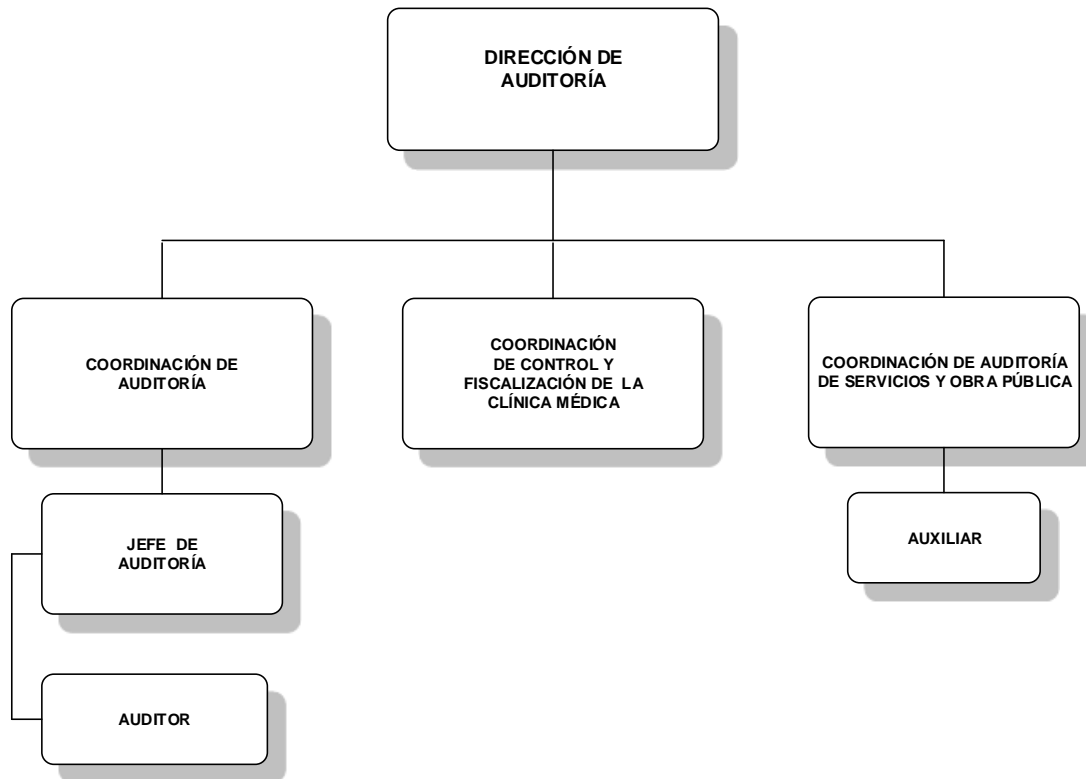 DIRECCIÓN DE
AUDITORÍA
COORDINACIÓN DE
AUDITORÍA
COORDINACIÓN
DE CONTROL Y
FISCALIZACIÓN DE LA
CLÍNICA MÉDICA
COORDINACIÓN DE AUDITORÍA
DE SERVICIOS Y OBRA PÚBLICA
JEFE DE
AUDITORÍA
AUXILIAR
AUDITOR